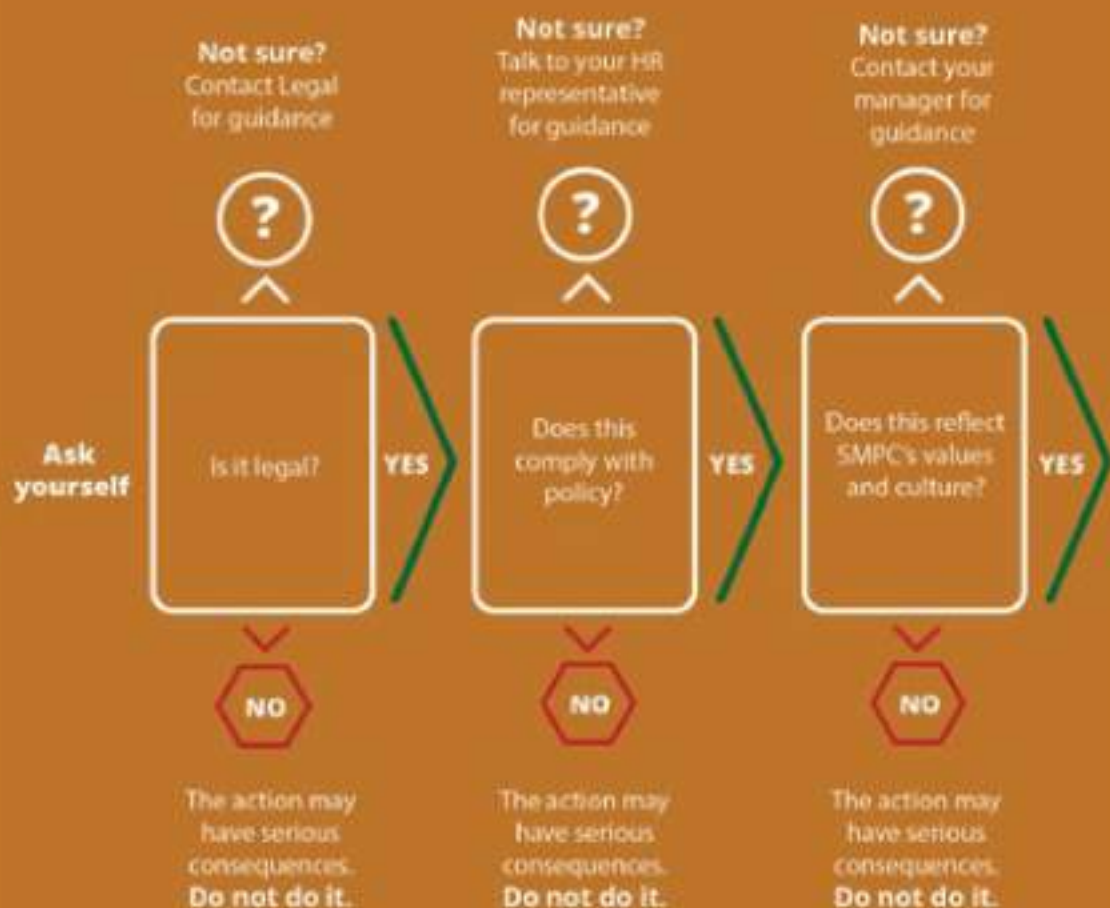 Not sure?
Contact Legal
for guidance
Not sure?
Talk to your HR
representative
for guidance
Not sure?
Contact your
manager for
guidance
?
?
?
Ask
yourself
Is it legal?
YES
Does this
comply with
policy?
YES
Does this reflect
SMPC's values
and culture?
YES
NO
NO
NO
The action may
have serious
consequences.
Do not do it.
The action may
have serious
consequences.
Do not do it.
The action may
have serious
consequences.
Do not do it.